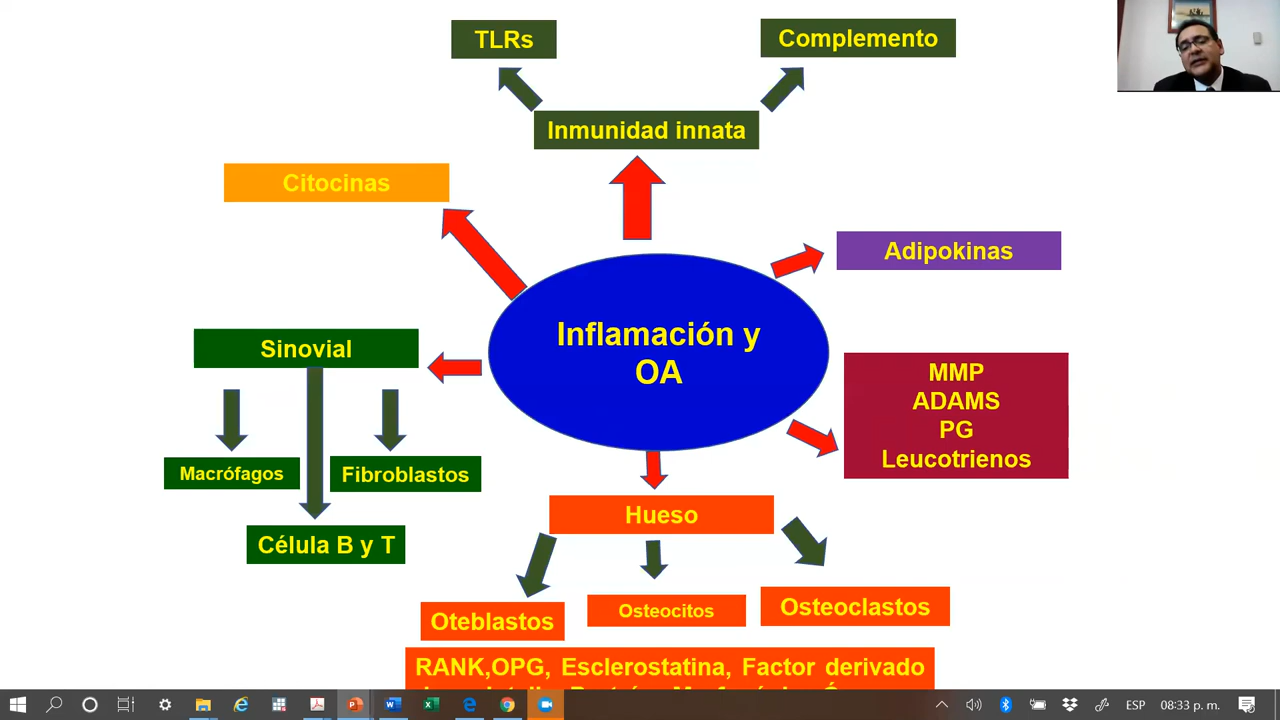 TLRs
Complemento
Inmunidad innata
Citocinas
Adipokinas
Inflamación y
OA
Sinovial
MMP
ADAMS
PG
Leucotrienos
Macrófagos
Fibroblastos
Célula B y T
Hueso
Oteblastos
Osteocitos
Osteoclastos
RANK,OPG, Esclerostatina, Factor derivado
ESP
08:33 p. m.